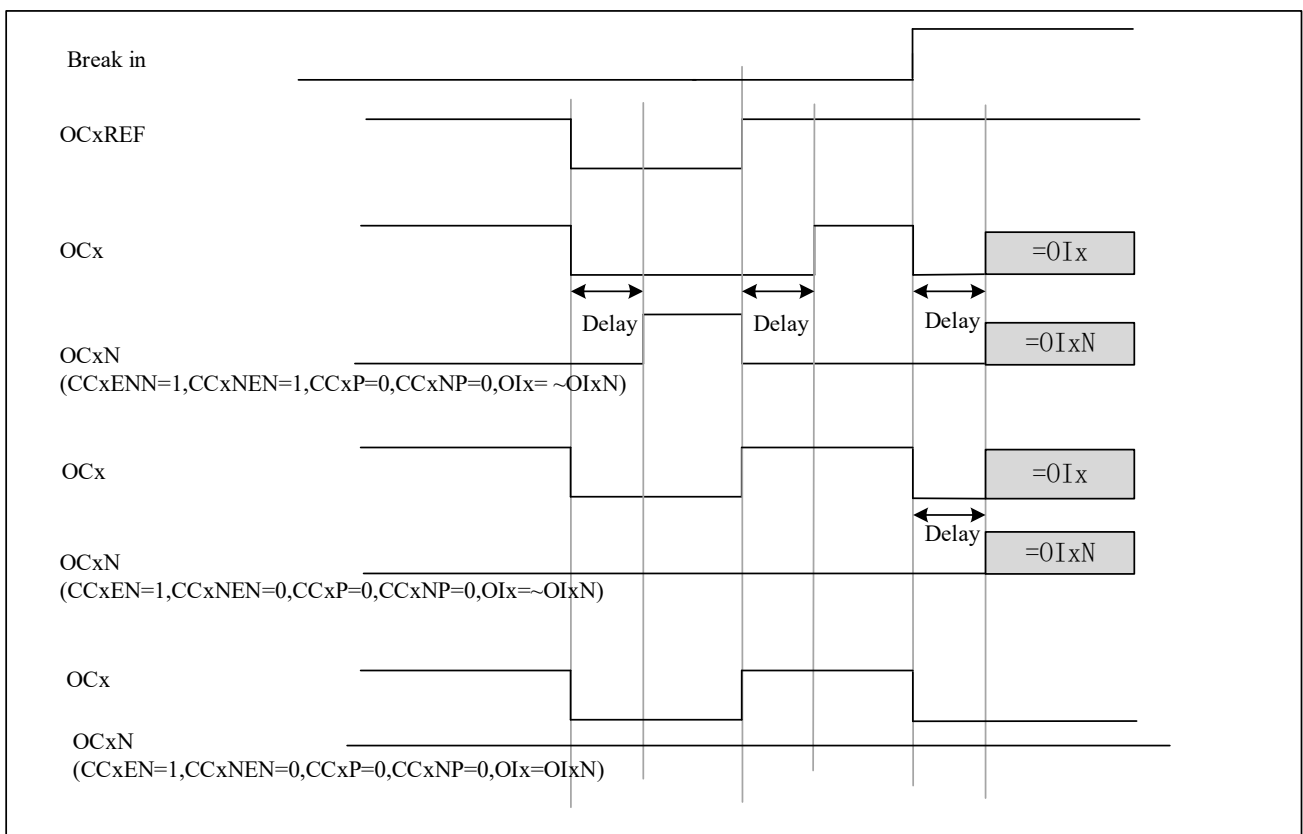 Break in
OCxREF
OCx
=OIx
Delay
Delay
Delay
=OIxN
OCxN
(CCxENN=1,CCxNEN=1,CCxP=0,CCxNP=0,OIx= ~OIxN)
OCx
=OIx
Delay
=OIxN
OCxN
(CCxEN=1,CCxNEN=0,CCxP=0,CCxNP=0,OIx=~OIxN)
OCx
OCxN
(CCxEN=1,CCxNEN=0,CCxP=0,CCxNP=0,OIx=OIxN)